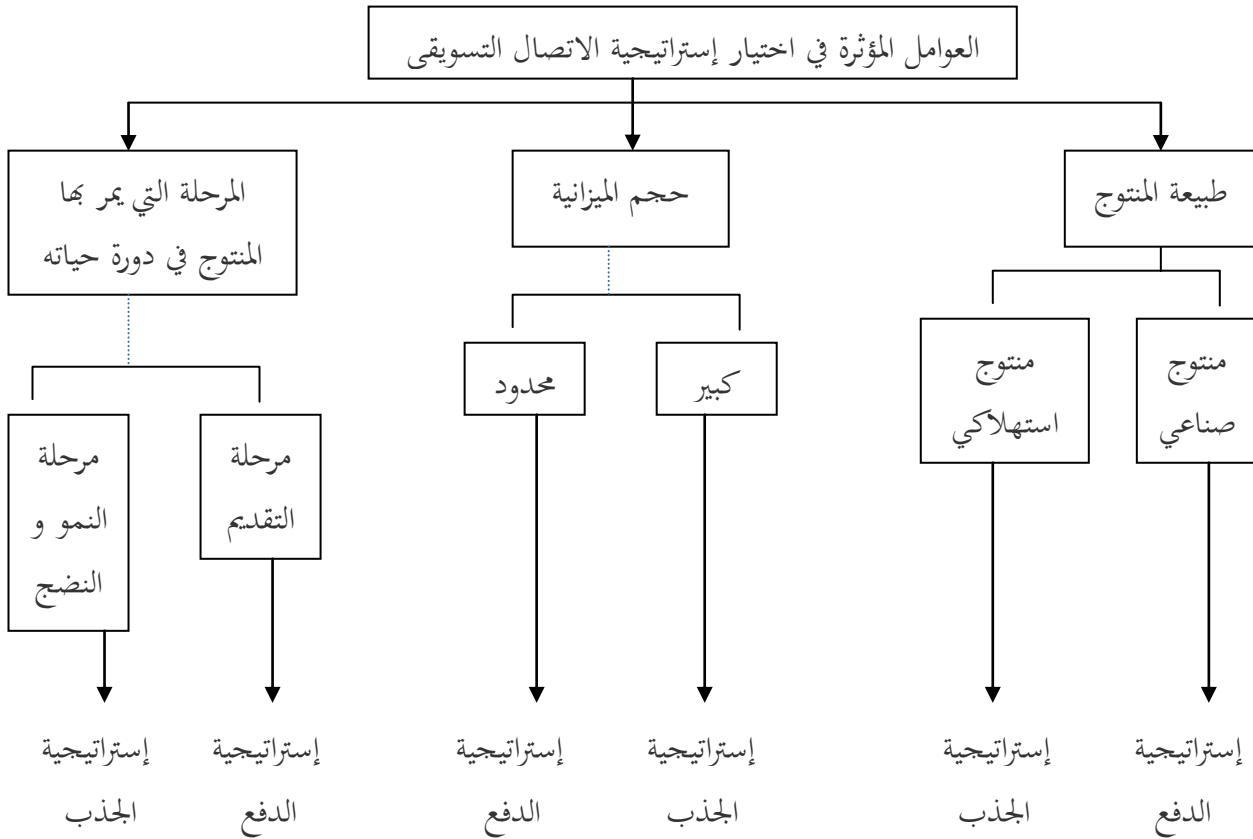 العوامل المؤثرة في اختيار إستراتيجية الاتصال التسويقى
طبيعة المنتوج
حجم الميزانية
المرحلة التي يمر بها
المنتوج في دورة حياته
منتوج
صناعي
منتوج
استهلاكي
كبير
محدود
مرحلة
التقديم
مرحلة
النمو و
النضج
إستراتيجية
الدفع
إستراتيجية
الجذب
إستراتيجية
الجذب
إستراتيجية
الدفع
إستراتيجية
الدفع
إستراتيجية
الجذب